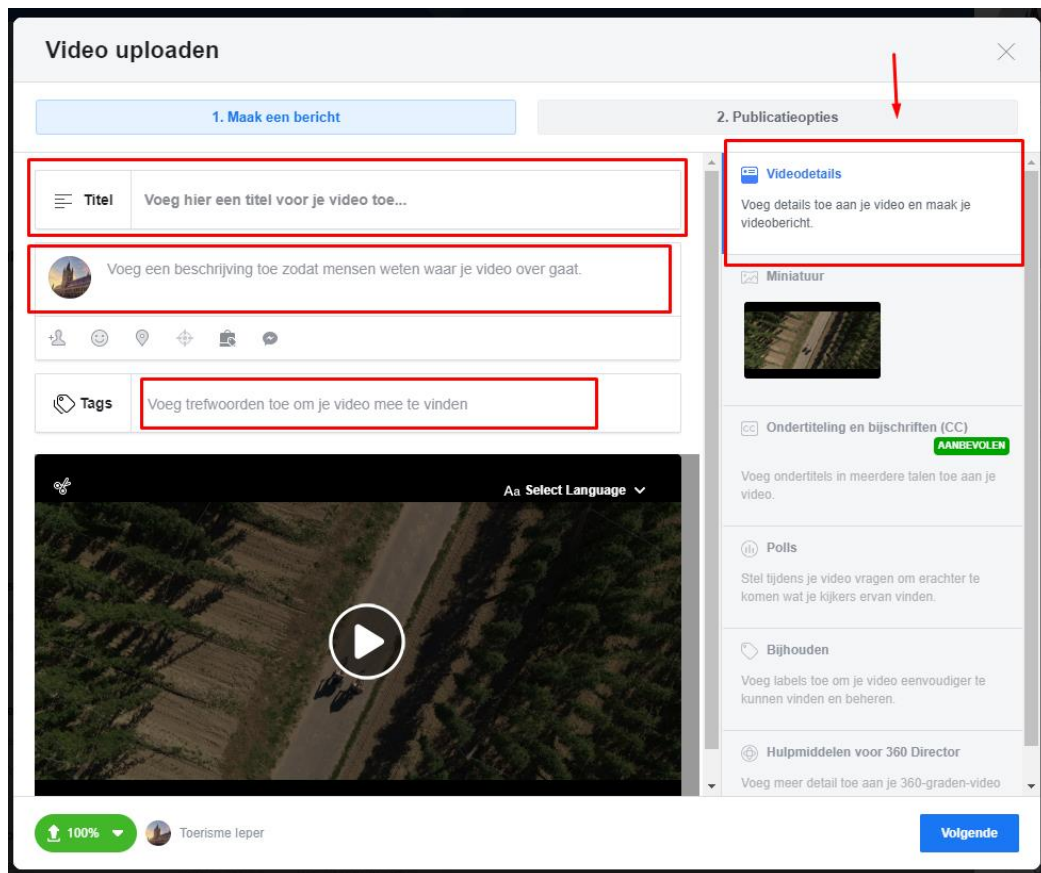 Video uploaden
1. Maak een bericht
2. Publicatieopties
Titel
Voeg hier een titel voor je video toe...
Voeg een beschrijving toe zodat mensen weten waar je video over gaat.
Tags
Voeg trefwoorden toe om je video mee te vinden
Aa Select Language
Videodetails
Voeg details toe aan je video en maak je
videobericht.
Miniatuur
CC Ondertiteling en bijschriften (CC)
AANBEVOLEN
Voeg ondertitels in meerdere talen toe aan je
video.
Polls
Stel tijdens je video vragen om erachter te
komen wat je kijkers ervan vinden.
Bijhouden
Voeg labels toe om je video eenvoudiger te
kunnen vinden en beheren.
Hulpmiddelen voor 360 Director
Voeg meer detail toe aan je 360-graden-video
100%
Toerisme Ieper
Volgende